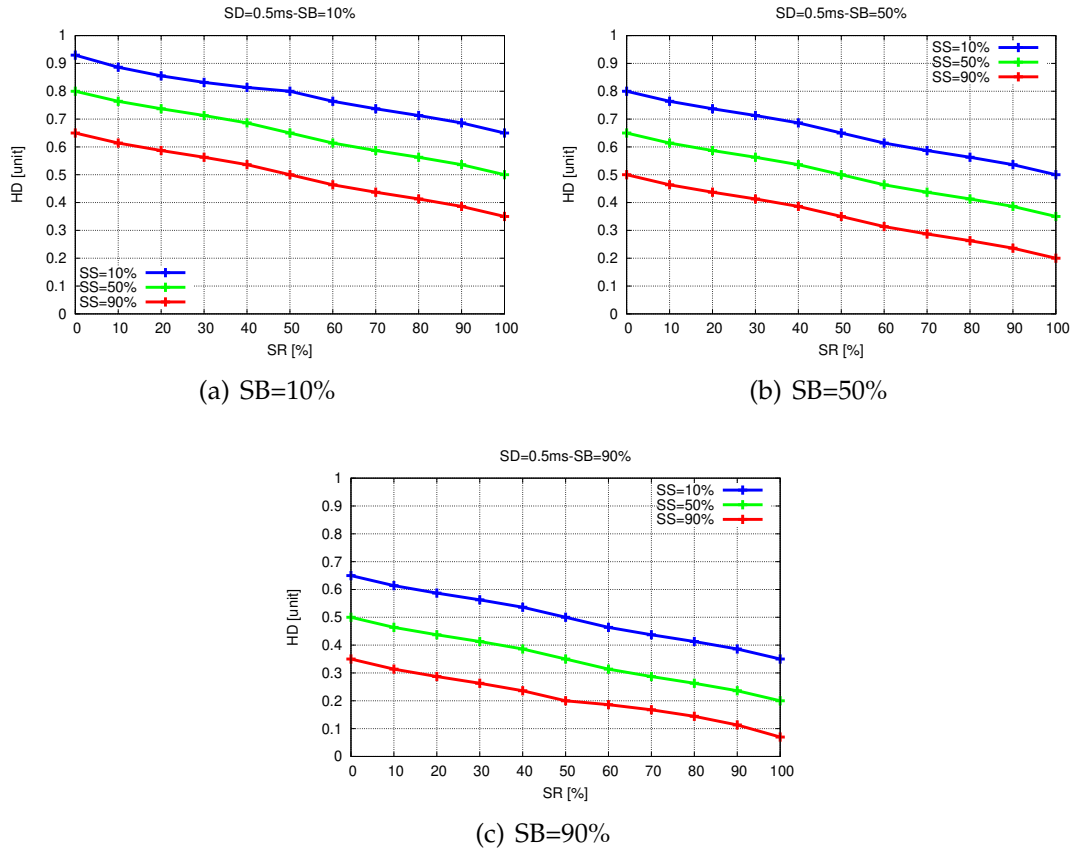 SD=0.5ms-SB=10%
1
0.9
0.8
0.7
0.6
0.5
0.4
0.3
0.2
0.1
0
HD [unit]
SS=10%
SS=50%
SS=90%
0 10 20 30 40 50 60 70 80 90 100
SR [%]
(a) SB=10%
SD=0.5ms-SB=50%
1
0.9
0.8
0.7
0.6
0.5
0.4
0.3
0.2
0.1
0
HD [unit]
SS=10%
SS=50%
SS=90%
0 10 20 30 40 50 60 70 80 90 100
SR [%]
(b) SB=50%
SD=0.5ms-SB=90%
1
0.9
0.8
0.7
0.6
0.5
0.4
0.3
0.2
0.1
0
HD [unit]
SS=10%
SS=50%
SS=90%
0 10 20 30 40 50 60 70 80 90 100
SR [%]
(c) SB=90%